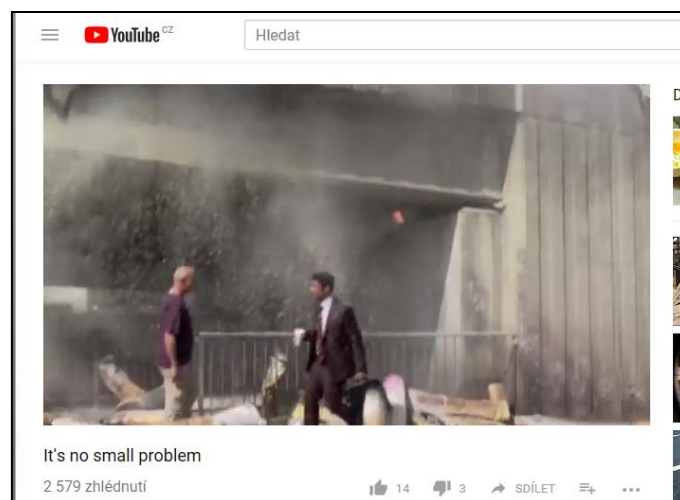 YouTube CZ
Hledat
It's no small problem
2 579 zhlédnutí
14
3
SDÍLET
D